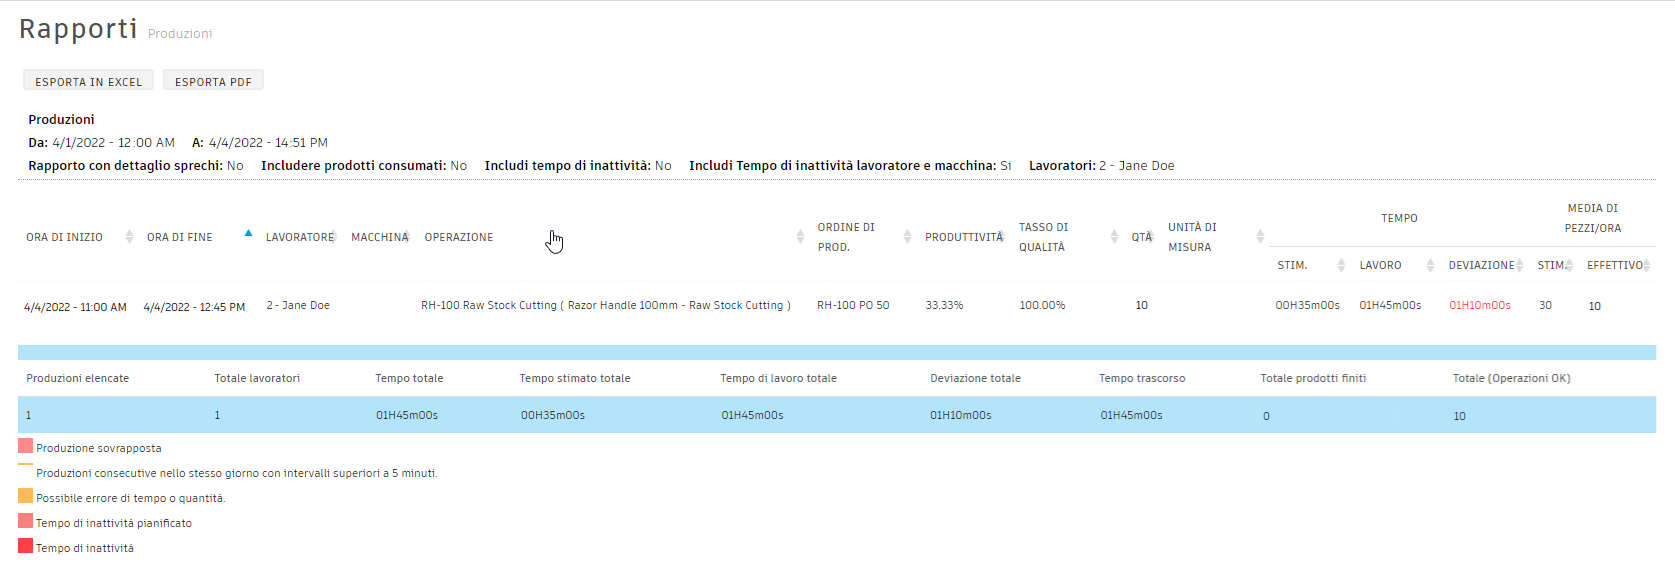 Rapporti Produzioni
ESPORTA IN EXCEL ESPORTA PDF
Produzioni
Da: 4/1/2022 - 12:00 AM A: 4/4/2022 - 14:51 PM
Rapporto con dettaglio sprechi: No Includere prodotti consumati: No Includi tempo di inattività: No Includi Tempo di inattività lavoratore e macchina: Si Lavoratori: 2 - Jane Doe
ORA DI INIZIO ORA DI FINE LAVORATORE MACCHINA OPERAZIONE ORDINE DI PROD. PRODUTTIVITÀ TASSO DI QUALITÀ QTÀ UNITÀ DI MISURA TEMPO MEDIA DI PEZZI/ORA
STIM. LAVORO DEVIAZIONE STIM. EFFETTIVO
4/4/2022 - 11:00 AM 4/4/2022 - 12:45 PM 2 - Jane Doe RH-100.Raw Stock Cutting ( Razor Handle 100mm - Raw Stock Cutting ) RH-100 PO 50 33.33% 100.00% 10 00H35m00s 01H45m00s 01H10m00s 30 10
Produzioni elencate Totale lavoratori Tempo totale Tempo stimato totale Tempo di lavoro totale Deviazione totale Tempo trascorso Totale prodotti finiti Totale (Operazioni OK)
1 1 01H45m00s 00H35m00s 01H45m00s 01H10m00s 01H45m00s 0 10
Produzione sovrapposta
Produzioni consecutive nello stesso giorno con intervalli superiori a 5 minuti.
Possibile errore di tempo o quantità.
Tempo di inattività pianificato
Tempo di inattività